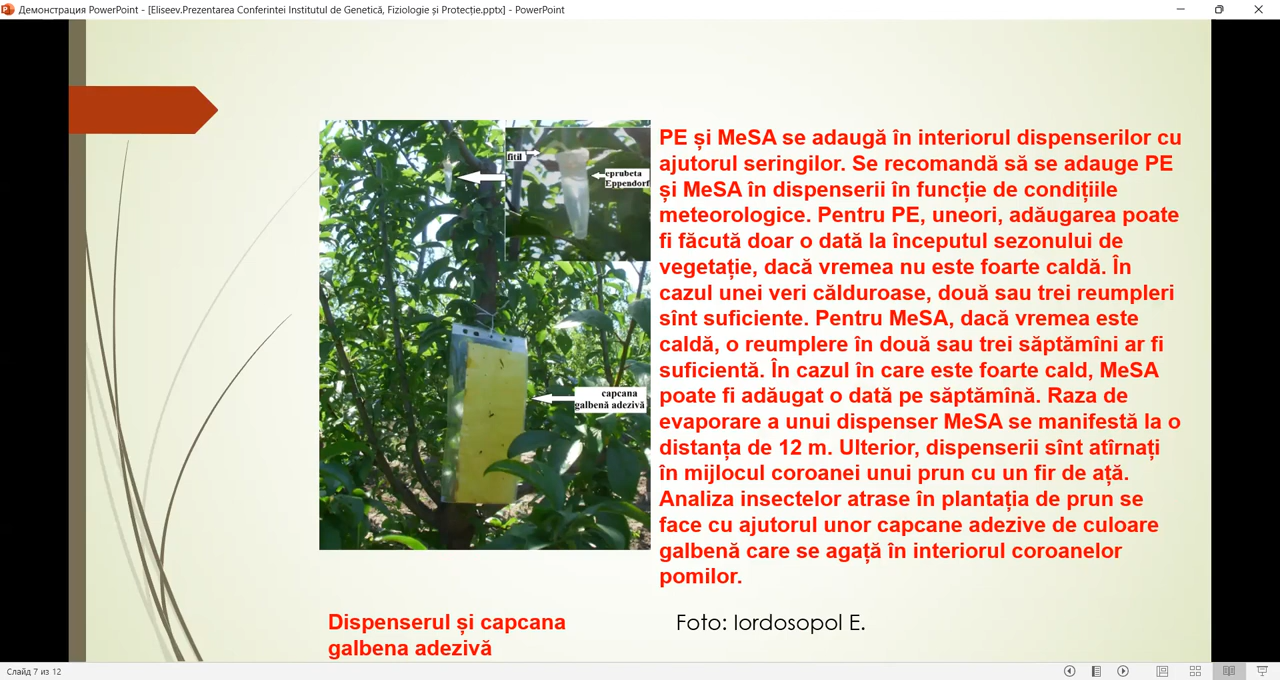 Демонстрация PowerPoint - [Eliseev.Prezentarea Conferintei Institutul de Genetică, Fiziologie și Protecție.pptx] - PowerPoint
fitil
eprubeta
Eppendorf
capcana
galbenă adezivă
PE și MeSA se adaugă în interiorul dispenserilor cu
ajutorul seringilor. Se recomandă să se adauge PE
și MeSA în dispenserii în funcție de condițiile
meteorologice. Pentru PE, uneori, adăugarea poate
fi făcută doar o dată la începutul sezonului de
vegetație, dacă vremea nu este foarte caldă. În
cazul unei veri călduroase, două sau trei reumpleri
sînt suficiente. Pentru MeSA, dacă vremea este
caldă, o reumplere în două sau trei săptămîni ar fi
suficientă. În cazul în care este foarte cald, MeSA
poate fi adăugat o dată pe săptămînă. Raza de
evaporare a unui dispenser MeSA se manifestă la o
distanța de 12 m. Ulterior, dispenserii sînt atîrnați
în mijlocul coroanei unui prun cu un fir de ață.
Analiza insectelor atrase în plantația de prun se
face cu ajutorul unor capcane adezive de culoare
galbenă care se agață în interiorul coroanelor
pomilor.
Dispenserul și capcana
galbena adezivă
Foto: Iordosopol E.
Слайд 7 из 12